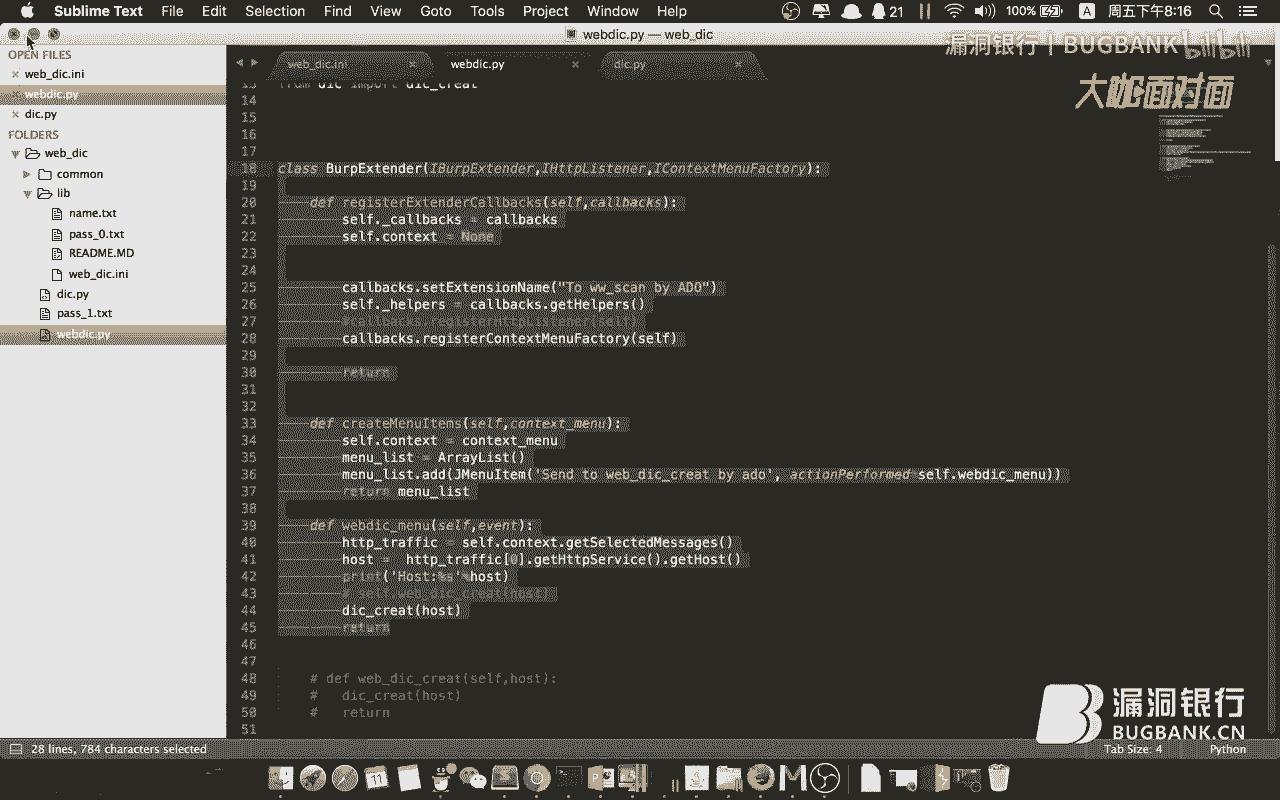 Sublime Text File Edit Selection Find View Goto Tools Project Window Help 21 100% A 周五下午8:16
webdic.py — web_dic
漏洞银行 | BUGBANK bilibili
大咖面对面
OPEN FILES
web_dic.ini
webdic.py
dic.py
FOLDERS
web_dic
common
lib
name.txt
pass_0.txt
README.MD
web_dic.ini
dic.py
pass_1.txt
webdic.py
web_dic.ini webdic.py dic.py
13 from dic import dic_creat
14
15
16
17
18 class BurpExtender(IBurpExtender,IHttpListener,IContextMenuFactory):
19
20 def registerExtenderCallbacks(self,callbacks):
21 self._callbacks = callbacks
22 self.context = None
23
24
25 callbacks.setExtensionName("To ww_scan by ADO")
26 self._helpers = callbacks.getHelpers()
27
28 callbacks.registerContextMenuFactory(self)
29
30 return
31
32
33 def createMenuItems(self,context_menu):
34 self.context = context_menu
35 menu_list = ArrayList()
36 menu_list.add(JMenuItem('Send to web_dic_creat by ado', actionPerformed=self.webdic_menu))
37 return menu_list
38
39 def webdic_menu(self,event):
40 http_traffic = self.context.getSelectedMessages()
41 host =  http_traffic[0].getHttpService().getHost()
42 print('Host:%s'%host)
43 # self.web_dic_creat(host)
44 dic_creat(host)
45 return
46
47
48 # def web_dic_creat(self,host):
49 # dic_creat(host)
50 # return
51
漏洞银行
BUGBANK.CN
28 lines, 784 characters selected Tab Size: 4 Python
11